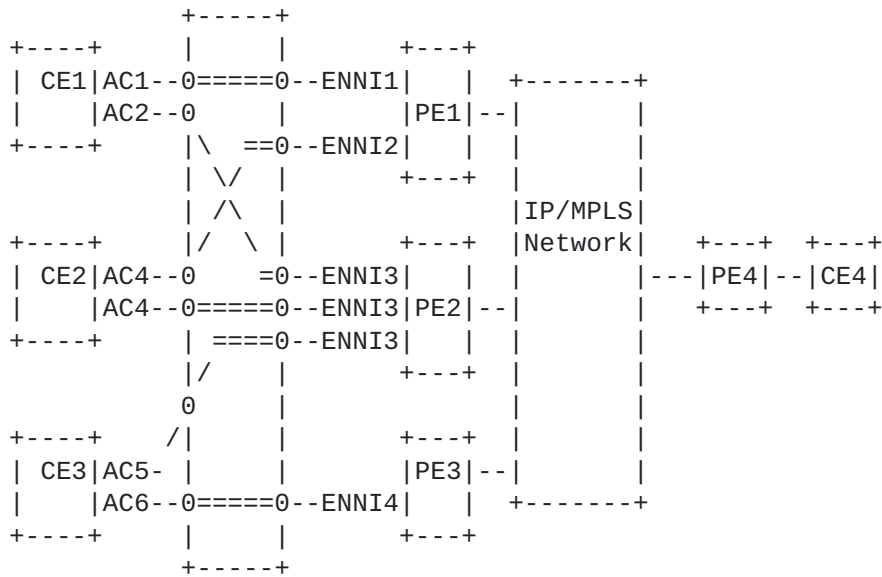 +-----+
+----+     |     |       +---+
| CE1|AC1--0=====0--ENNI1|   |  +-------+
|    |AC2--0     |       |PE1|--|       |
+----+     |\  ==0--ENNI2|   |  |       |
           | \/  |       +---+  |       |
           | /\  |              |IP/MPLS|
+----+     |/  \ |       +---+  |Network|   +---+  +---+
| CE2|AC4--0    =0--ENNI3|   |  |       |---|PE4|--|CE4|
|    |AC4--0=====0--ENNI3|PE2|--|       |   +---+  +---+
+----+     | ====0--ENNI3|   |  |       |
           |/    |       +---+  |       |
           0     |              |       |
+----+    /|     |       +---+  |       |
| CE3|AC5- |     |       |PE3|--|       |
|    |AC6--0=====0--ENNI4|   |  +-------+
+----+     |     |       +---+
           +-----+